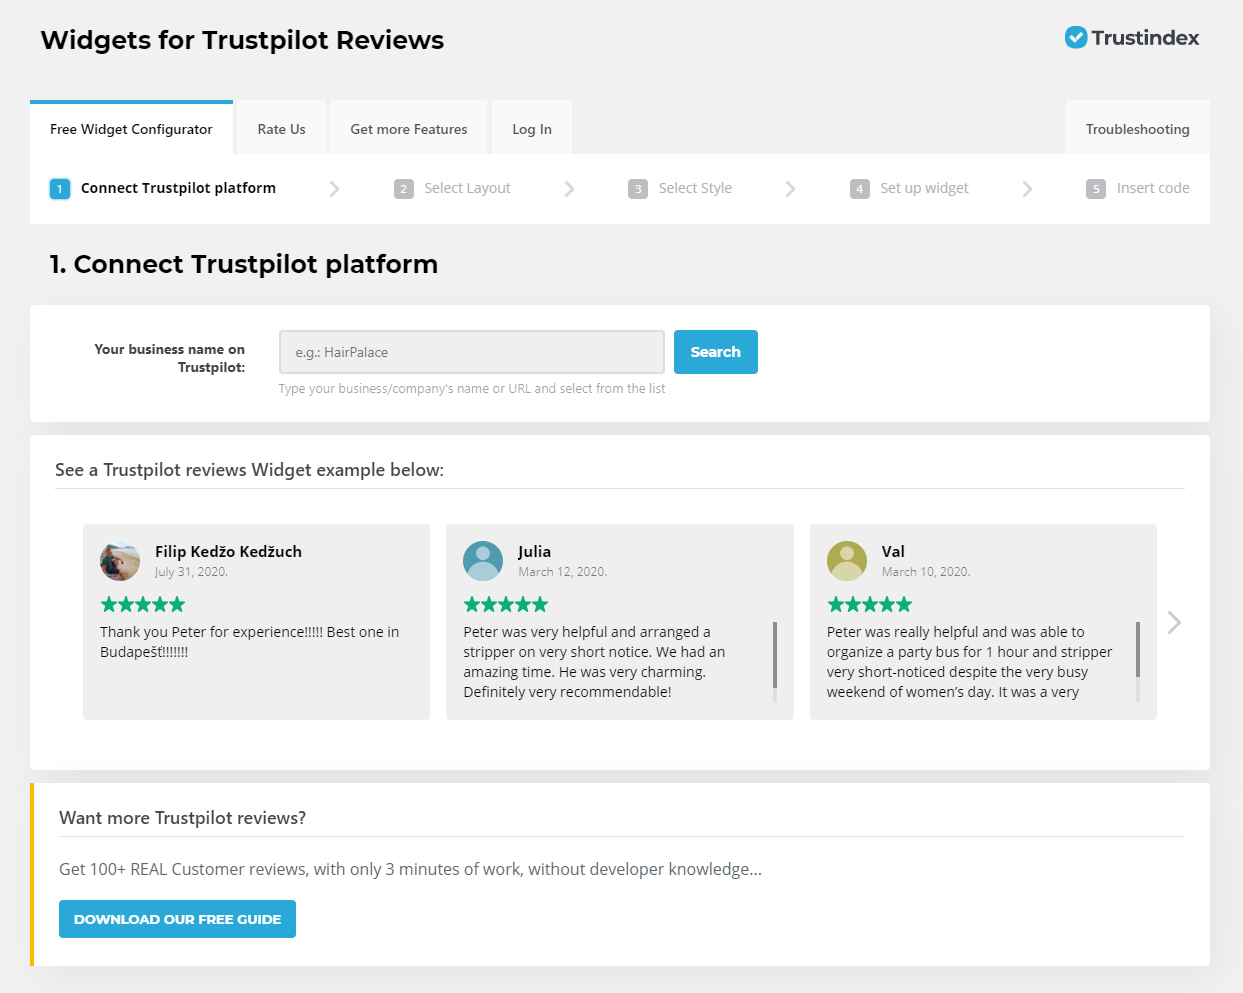 Widgets for Trustpilot Reviews
Trustindex
Free Widget Configurator
Rate Us
Get more Features
Log In
Troubleshooting
1 Connect Trustpilot platform
2 Select Layout
3 Select Style
4 Set up widget
5 Insert code
1. Connect Trustpilot platform
Your business name on
Trustpilot:
e.g.: HairPalace
Search
Type your business/company's name or URL and select from the list
See a Trustpilot reviews Widget example below:
Filip Kedžo Kedžuch
July 31, 2020.
Thank you Peter for experience!!!!! Best one in
Budapešť!!!!!!!
Julia
March 12, 2020.
Peter was very helpful and arranged a
stripper on very short notice. We had an
amazing time. He was very charming.
Definitely very recommendable!
Val
March 10, 2020.
Peter was really helpful and was able to
organize a party bus for 1 hour and stripper
very short-noticed despite the very busy
weekend of women's day. It was a very
Want more Trustpilot reviews?
Get 100+ REAL Customer reviews, with only 3 minutes of work, without developer knowledge...
DOWNLOAD OUR FREE GUIDE